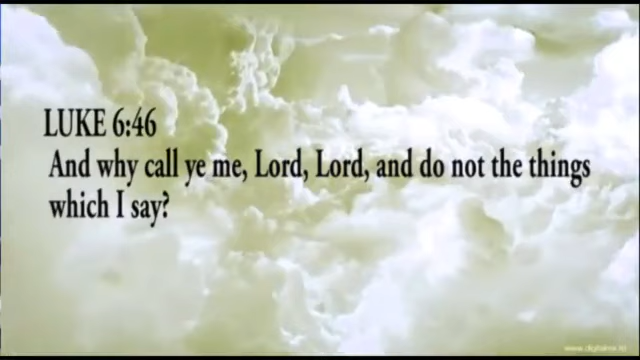 LUKE 6:46
And why call ye me, Lord, Lord, and do not the things
which I say?